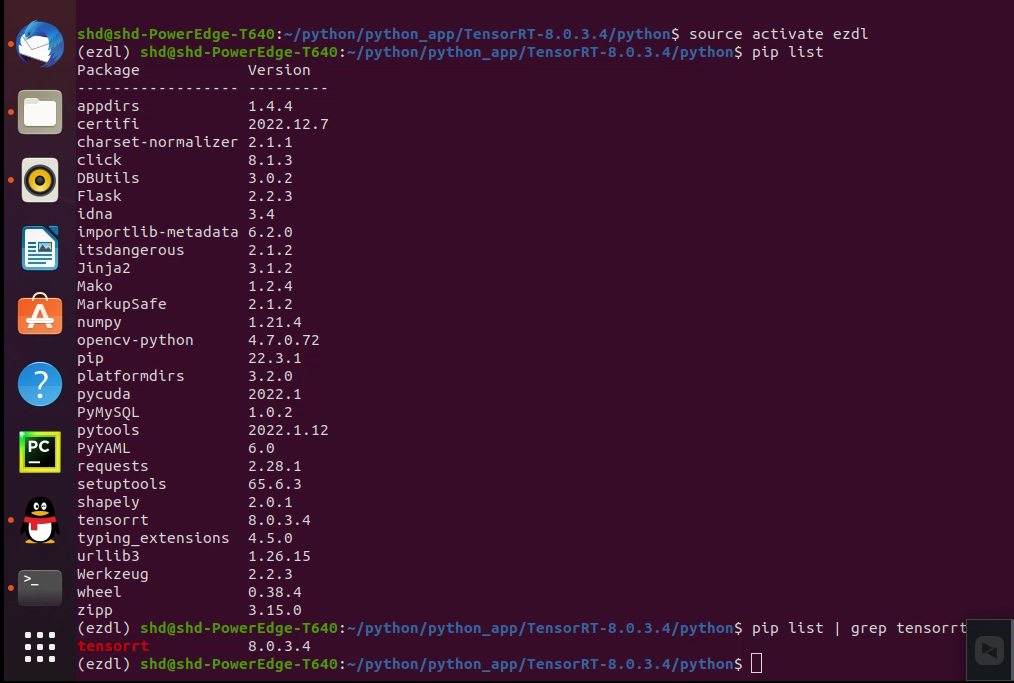 shd@shd-PowerEdge-T640:~/python/python_app/TensorRT-8.0.3.4/python$ source activate ezdl
(ezdl) shd@shd-PowerEdge-T640:~/python/python_app/TensorRT-8.0.3.4/python$ pip list
Package            Version
------------------ ---------
appdirs            1.4.4
certifi            2022.12.7
charset-normalizer 2.1.1
click              8.1.3
DBUtils            3.0.2
Flask              2.2.3
idna               3.4
importlib-metadata 6.2.0
itsdangerous       2.1.2
Jinja2             3.1.2
Mako               1.2.4
MarkupSafe         2.1.2
numpy              1.21.4
opencv-python      4.7.0.72
pip                22.3.1
platformdirs       3.2.0
pycuda             2022.1
PyMySQL            1.0.2
pytools            2022.1.12
PyYAML             6.0
requests           2.28.1
setuptools         65.6.3
shapely            2.0.1
tensorrt           8.0.3.4
typing_extensions  4.5.0
urllib3            1.26.15
Werkzeug           2.2.3
wheel              0.38.4
zipp               3.15.0
(ezdl) shd@shd-PowerEdge-T640:~/python/python_app/TensorRT-8.0.3.4/python$ pip list | grep tensorrt
tensorrt           8.0.3.4
(ezdl) shd@shd-PowerEdge-T640:~/python/python_app/TensorRT-8.0.3.4/python$
?
PC
>_